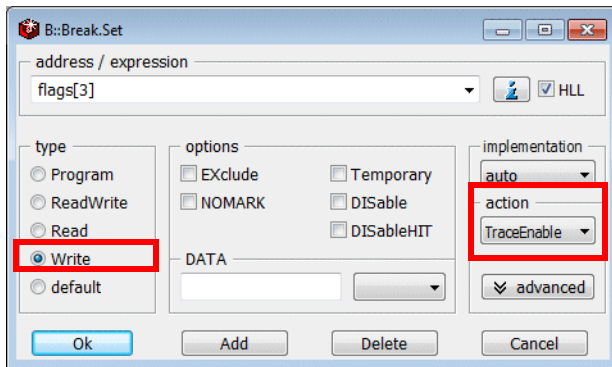 B::Break.Set
address / expression
flags[3]
i HLL
type
options
implementation
Program
EXclude
Temporary
auto
ReadWrite
NOMARK
DISable
action
Read
DISableHIT
TraceEnable
Write
DATA
default
advanced
Ok
Add
Delete
Cancel